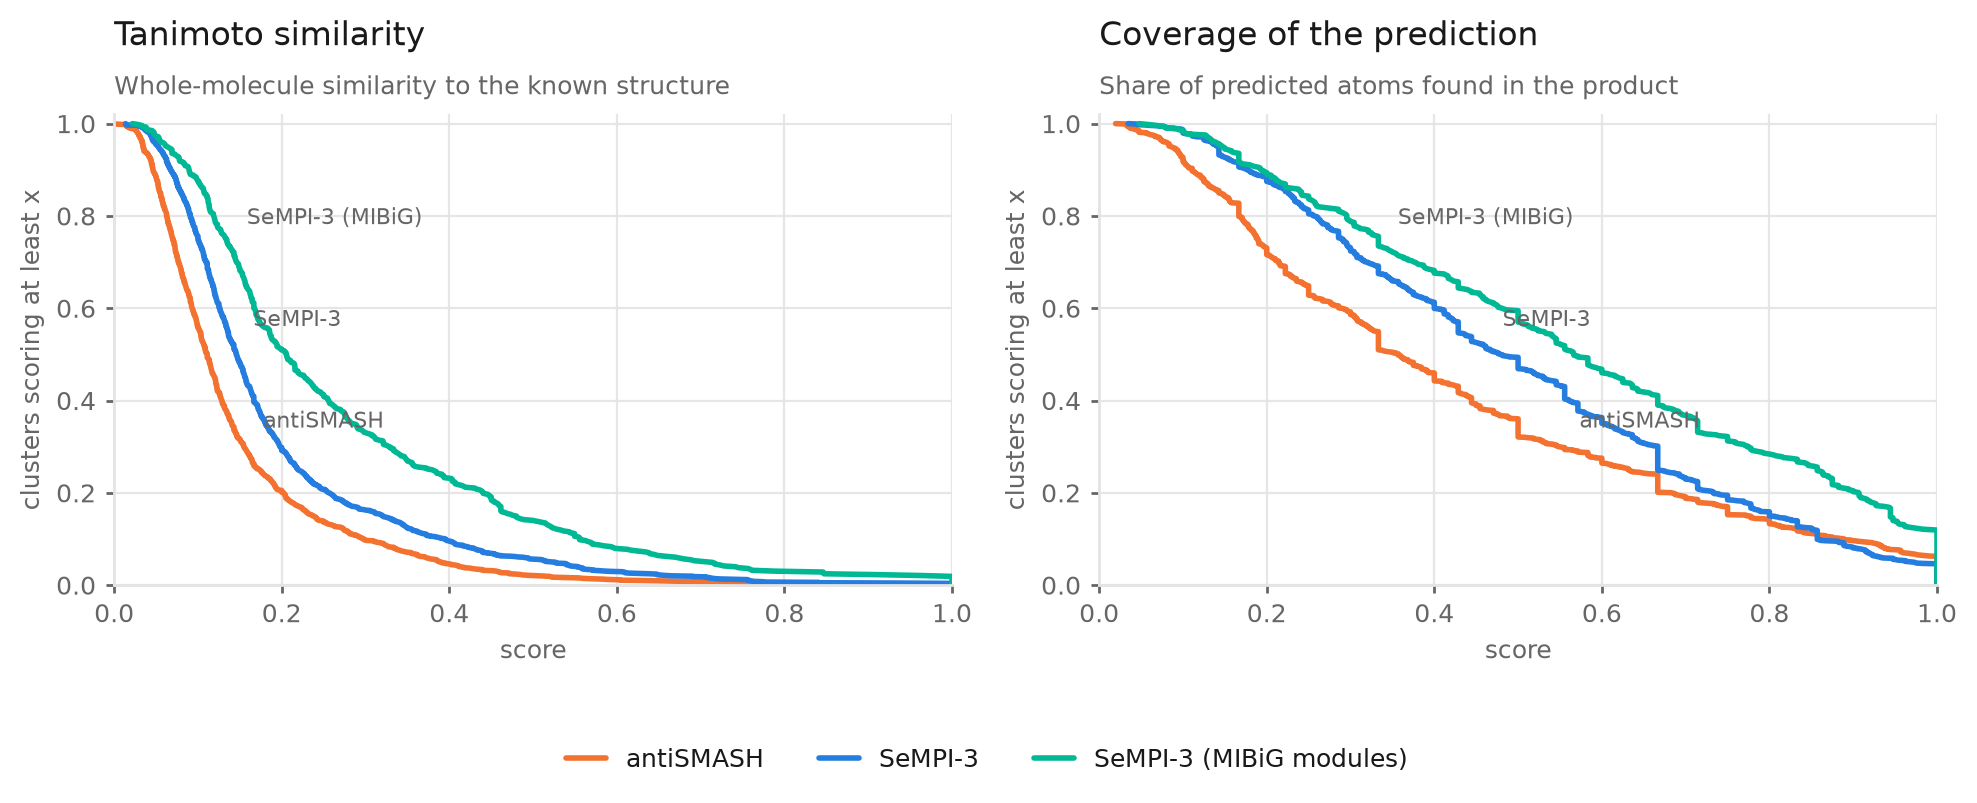 Tanimoto similarity
Whole-molecule similarity to the known structure
clusters scoring at least x
1.0
0.8
0.6
0.4
0.2
0.0
SeMPI-3 (MIBiG)
SeMPI-3
antiSMASH
0.0 0.2 0.4 0.6 0.8 1.0
score
Coverage of the prediction
Share of predicted atoms found in the product
clusters scoring at least x
1.0
0.8
0.6
0.4
0.2
0.0
SeMPI-3 (MIBiG)
SeMPI-3
antiSMASH
0.0 0.2 0.4 0.6 0.8 1.0
score
antiSMASH SeMPI-3 SeMPI-3 (MIBiG modules)